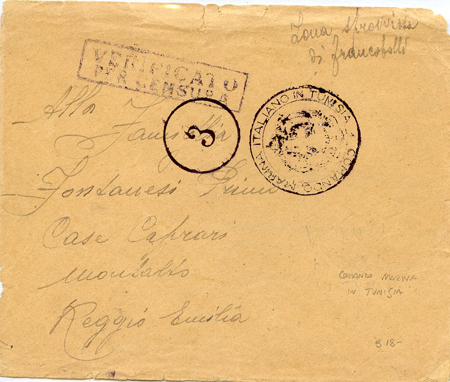 Zona sprovvista
di francobolli
VERIFICATO
PER CENSURA
COMANDO MARINA ITALIANO IN TUNISIA
3
Alla
Famiglia
Fontanesi Primo
Case Caprari
Montalto
Reggio Emilia
COMANDO MARINA
IN TUNISIA
$ 18-